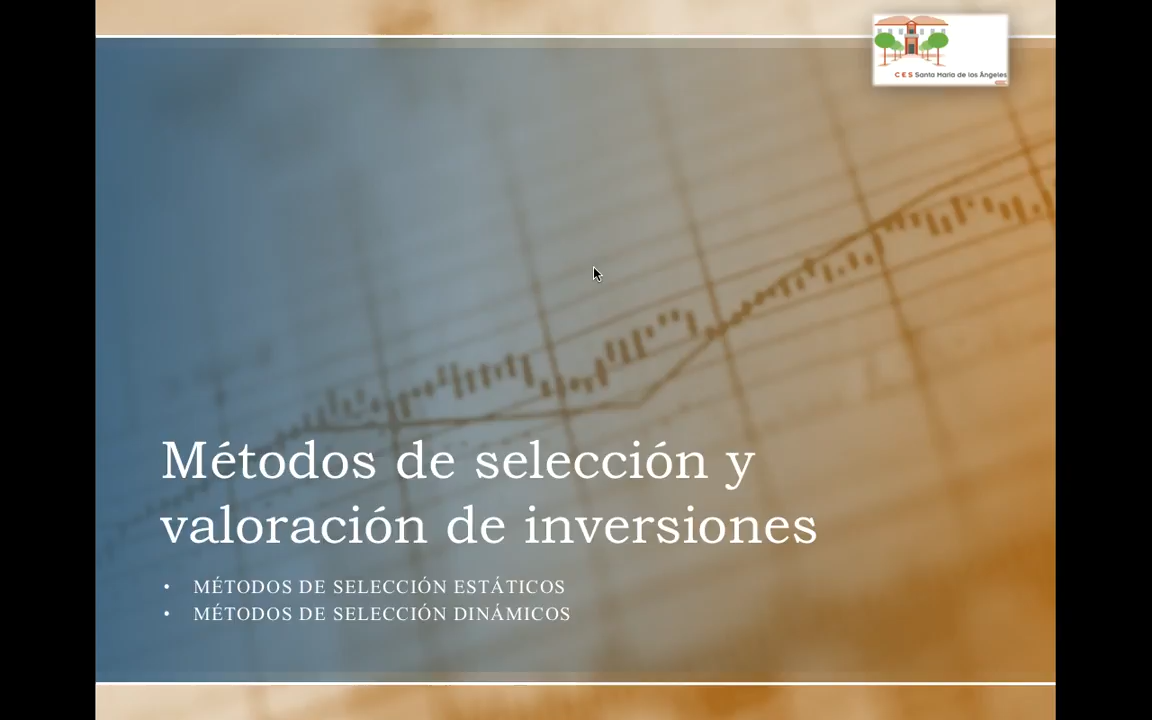 CES Santa María de los Ángeles
Métodos de selección y
valoración de inversiones
• MÉTODOS DE SELECCIÓN ESTÁTICOS
• MÉTODOS DE SELECCIÓN DINÁMICOS